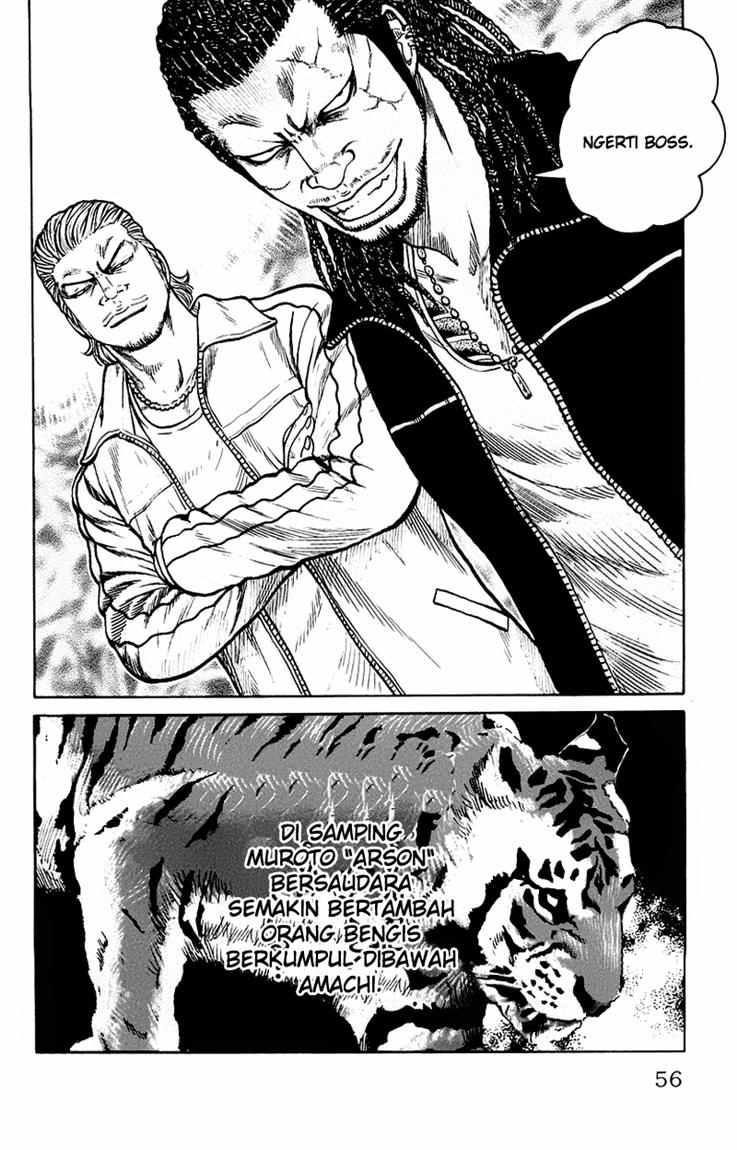 NGERTI BOSS.
DI SAMPING
MUROTO "ARSON"
BERSAUDARA
SEMAKIN BERTAMBAH
ORANG BENGIS
BERKUMPUL DIBAWAH
AMACHI.
56